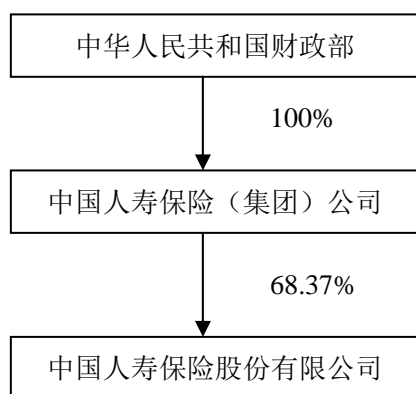 中华人民共和国财政部
100%
中国人寿保险（集团）公司
68.37%
中国人寿保险股份有限公司